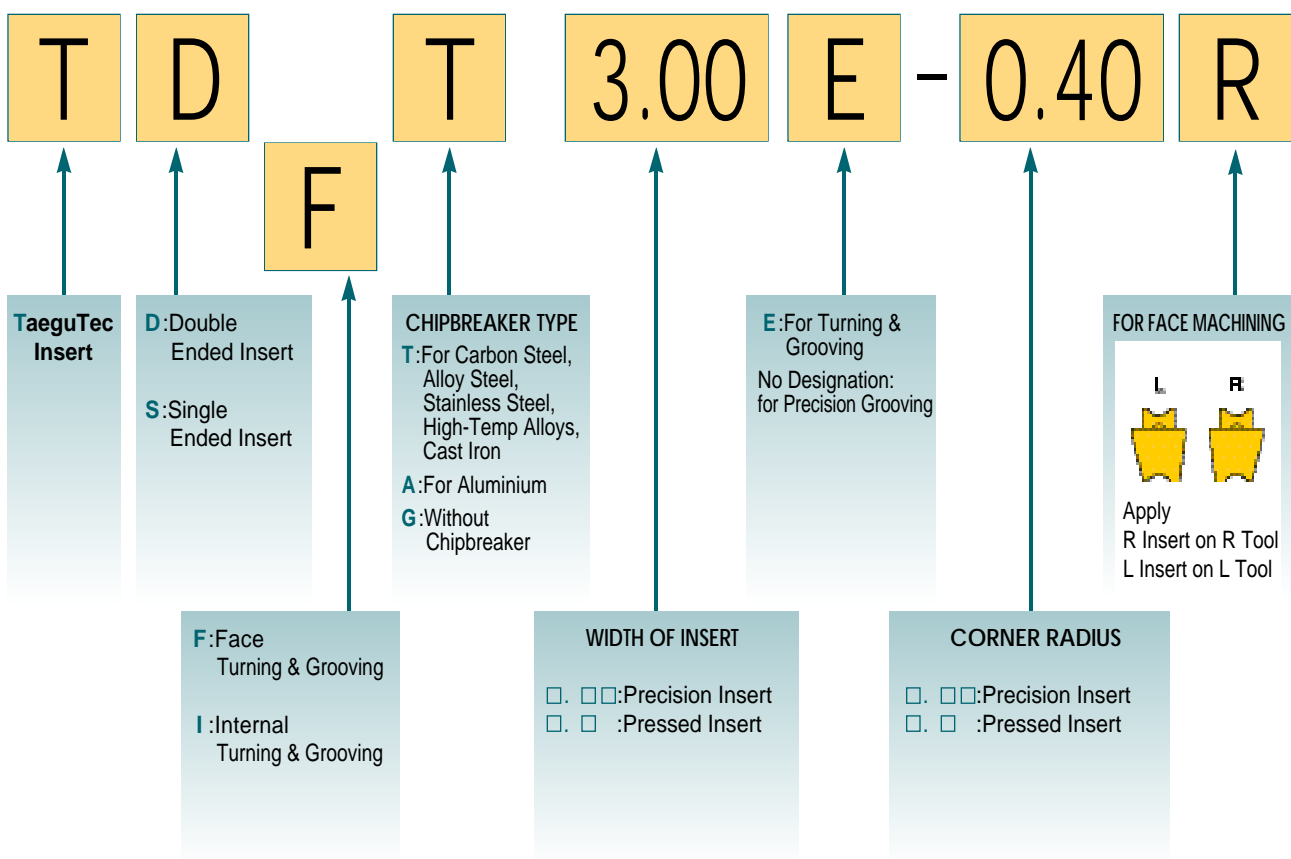 T D T 3.00 E - 0.40 R
F
TaeguTec
Insert
D:Double
Ended Insert
S:Single
Ended Insert
CHIPBREAKER TYPE
T:For Carbon Steel,
Alloy Steel,
Stainless Steel,
High-Temp Alloys,
Cast Iron
A:For Aluminium
G:Without
Chipbreaker
E:For Turning &
Grooving
No Designation:
for Precision Grooving
FOR FACE MACHINING
L R
Apply
R Insert on R Tool
L Insert on L Tool
F:Face
Turning & Grooving
I:Internal
Turning & Grooving
WIDTH OF INSERT
□. □□:Precision Insert
□. □ :Pressed Insert
CORNER RADIUS
□. □□:Precision Insert
□. □ :Pressed Insert